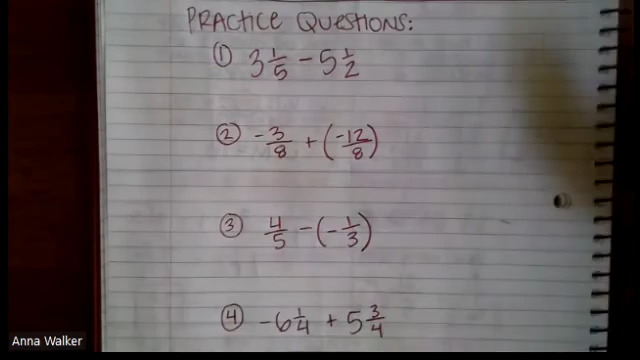 PRACTICE QUESTIONS:
① 3 1/5 - 5 1/2
② -3/8 + (-12/8)
③ 4/5 - (-1/3)
④ -6 1/4 + 5 3/4
Anna Walker